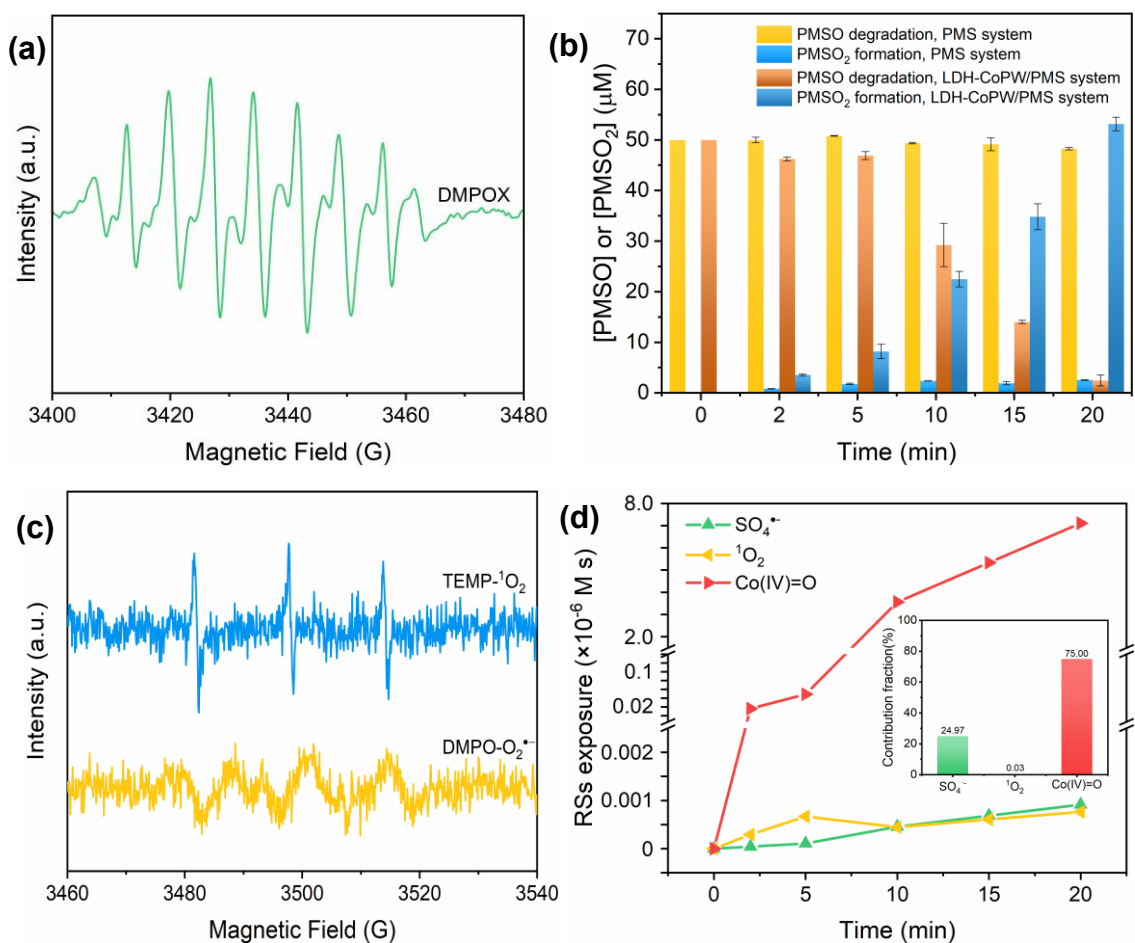 (a)
Intensity (a.u.)
DMPOX
3400 3420 3440 3460 3480
Magnetic Field (G)
(b)
[PMSO] or [PMSO₂] (μM)
70
60
50
40
30
20
10
0
PMSO degradation, PMS system
PMSO₂ formation, PMS system
PMSO degradation, LDH-CoPW/PMS system
PMSO₂ formation, LDH-CoPW/PMS system
0 2 5 10 15 20
Time (min)
(c)
Intensity (a.u.)
TEMP-¹O₂
DMPO-O₂•⁻
3460 3480 3500 3520 3540
Magnetic Field (G)
(d)
RSs exposure (×10⁻⁶ M s)
8.0
2.0
0.1
0.02
0.002
0.001
0
SO₄•⁻
¹O₂
Co(IV)=O
Contribution fraction(%)
100
80
60
40
20
0
24.97
0.03
75.00
SO₄•⁻ ¹O₂ Co(IV)=O
0 5 10 15 20
Time (min)